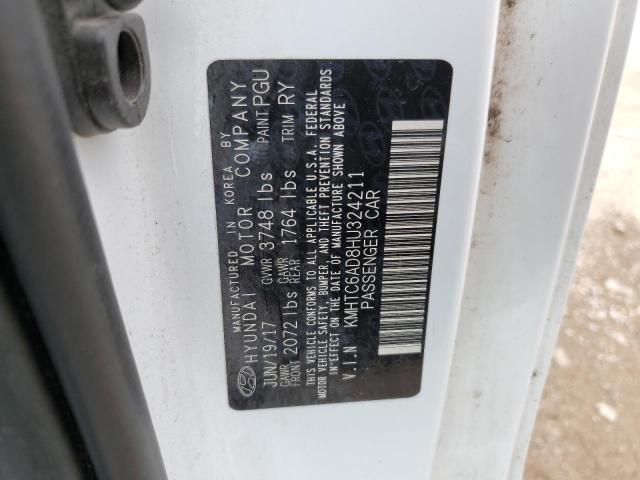 MANUFACTURED IN KOREA BY
HYUNDAI MOTOR COMPANY
JUN/19/17 GVWR 3748 lbs PAINT PGU
GAWR FRONT 2072 lbs GAWR REAR 1764 lbs TRIM RY
THIS VEHICLE CONFORMS TO ALL APPLICABLE U.S.A. FEDERAL
MOTOR VEHICLE SAFETY, BUMPER, AND THEFT PREVENTION STANDARDS
IN EFFECT ON THE DATE OF MANUFACTURE SHOWN ABOVE
V.I.N KMHTC6AD8HU324211
PASSENGER CAR